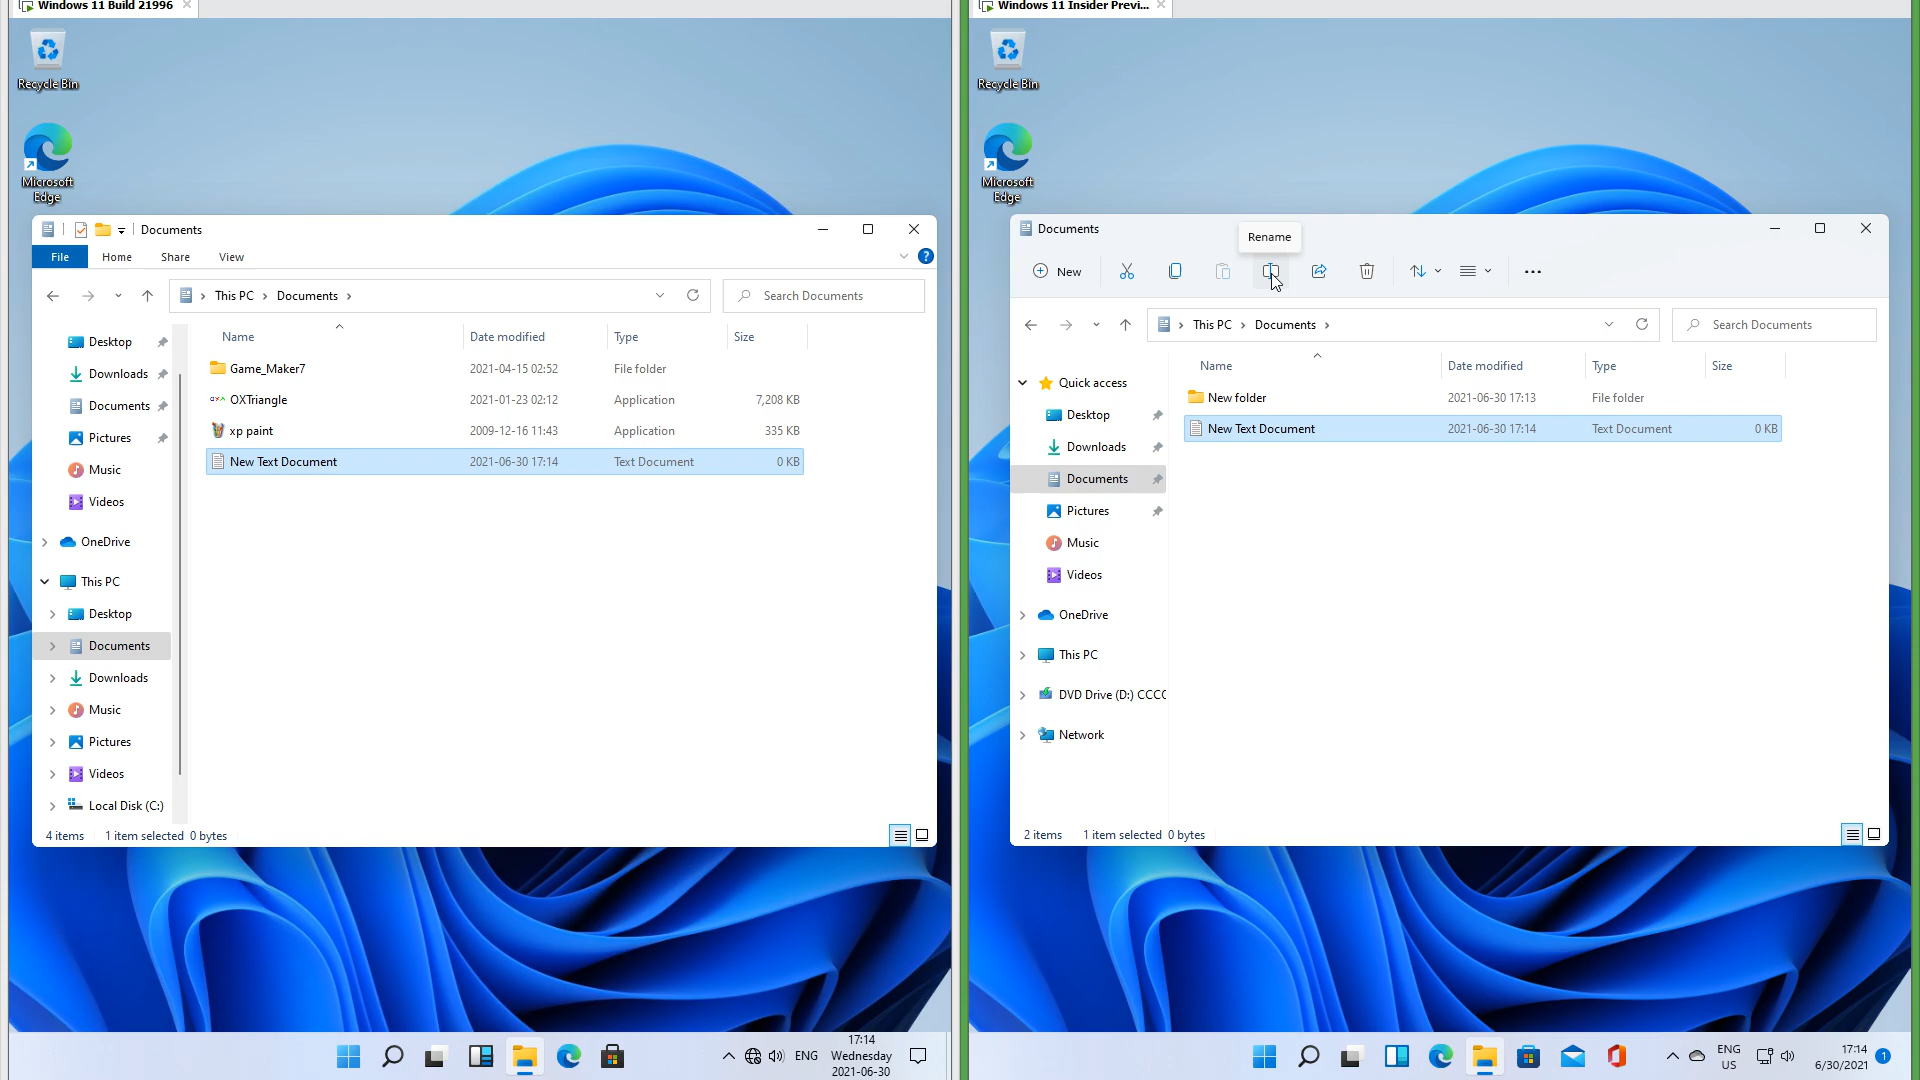 Windows 11 Build 21996
Recycle Bin
Microsoft
Edge
Documents
File Home Share View
This PC Documents
Search Documents
Name Date modified Type Size
Game_Maker7 2021-04-15 02:52 File folder
OXTriangle 2021-01-23 02:12 Application 7,208 KB
xp paint 2009-12-16 11:43 Application 335 KB
New Text Document 2021-06-30 17:14 Text Document 0 KB
Desktop
Downloads
Documents
Pictures
Music
Videos
OneDrive
This PC
Desktop
Documents
Downloads
Music
Pictures
Videos
Local Disk (C:)
4 items 1 item selected 0 bytes
ENG
17:14
Wednesday
2021-06-30
Windows 11 Insider Previ...
Recycle Bin
Microsoft
Edge
Documents
Rename
New
This PC Documents
Search Documents
Name Date modified Type Size
New folder 2021-06-30 17:13 File folder
New Text Document 2021-06-30 17:14 Text Document 0 KB
Quick access
Desktop
Downloads
Documents
Pictures
Music
Videos
OneDrive
This PC
DVD Drive (D:) CCCO
Network
2 items 1 item selected 0 bytes
ENG
US
17:14
6/30/2021
1